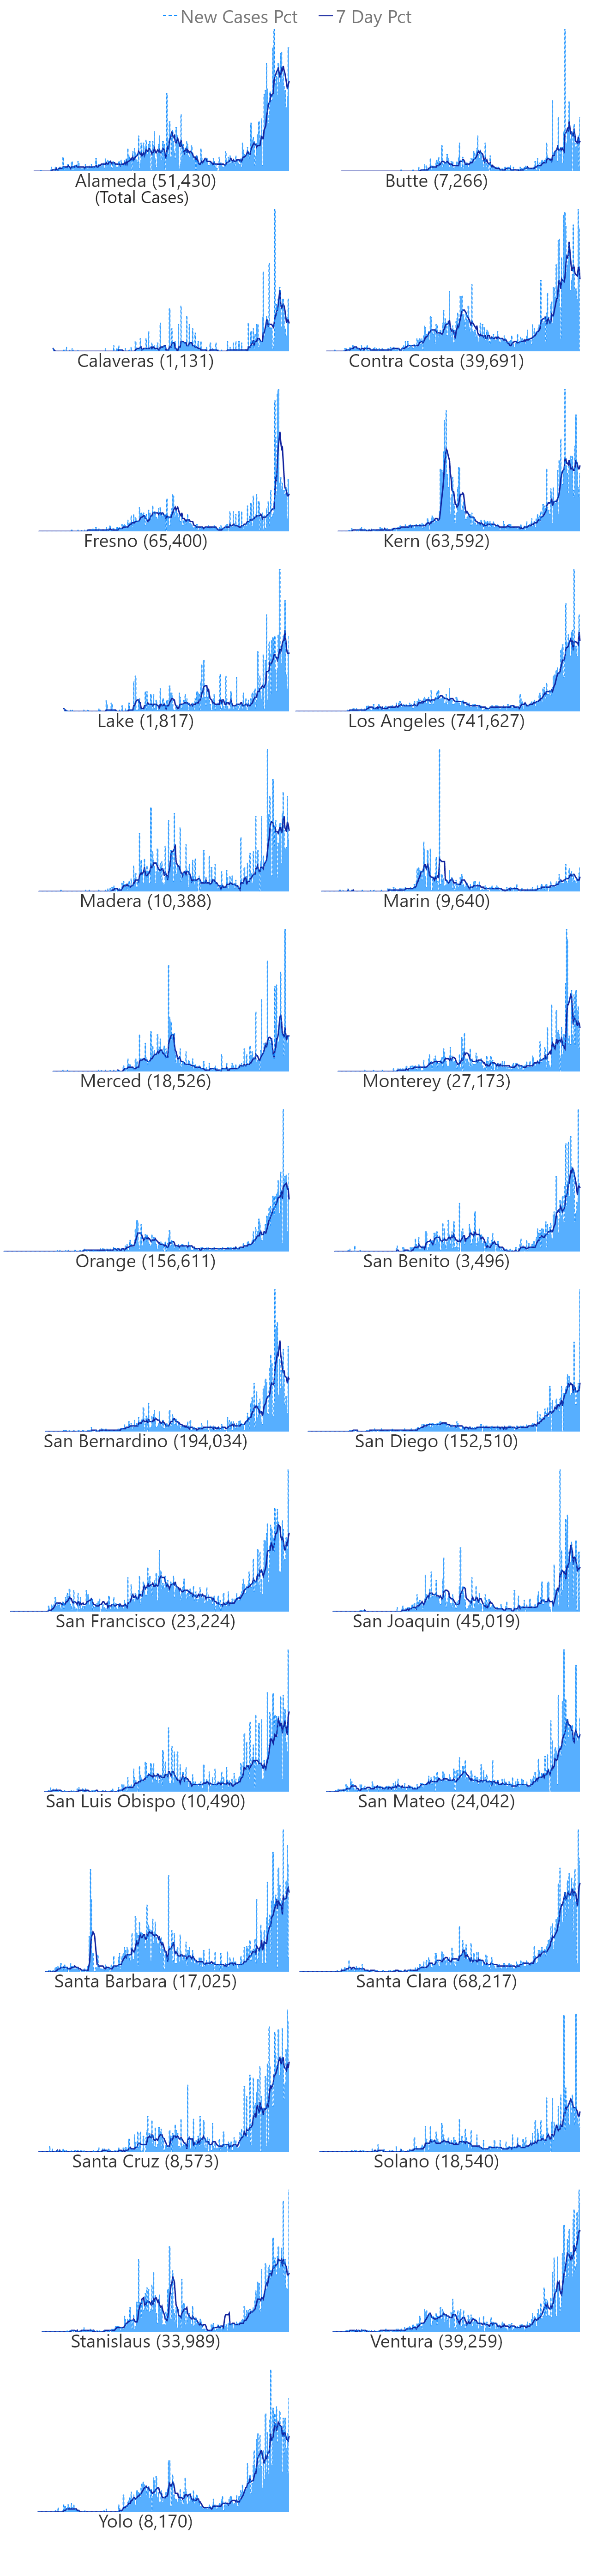 New Cases Pct 7 Day Pct
Alameda (51,430) Butte (7,266)
(Total Cases)
Calaveras (1,131) Contra Costa (39,691)
Fresno (65,400) Kern (63,592)
Lake (1,817) Los Angeles (741,627)
Madera (10,388) Marin (9,640)
Merced (18,526) Monterey (27,173)
Orange (156,611) San Benito (3,496)
San Bernardino (194,034) San Diego (152,510)
San Francisco (23,224) San Joaquin (45,019)
San Luis Obispo (10,490) San Mateo (24,042)
Santa Barbara (17,025) Santa Clara (68,217)
Santa Cruz (8,573) Solano (18,540)
Stanislaus (33,989) Ventura (39,259)
Yolo (8,170)